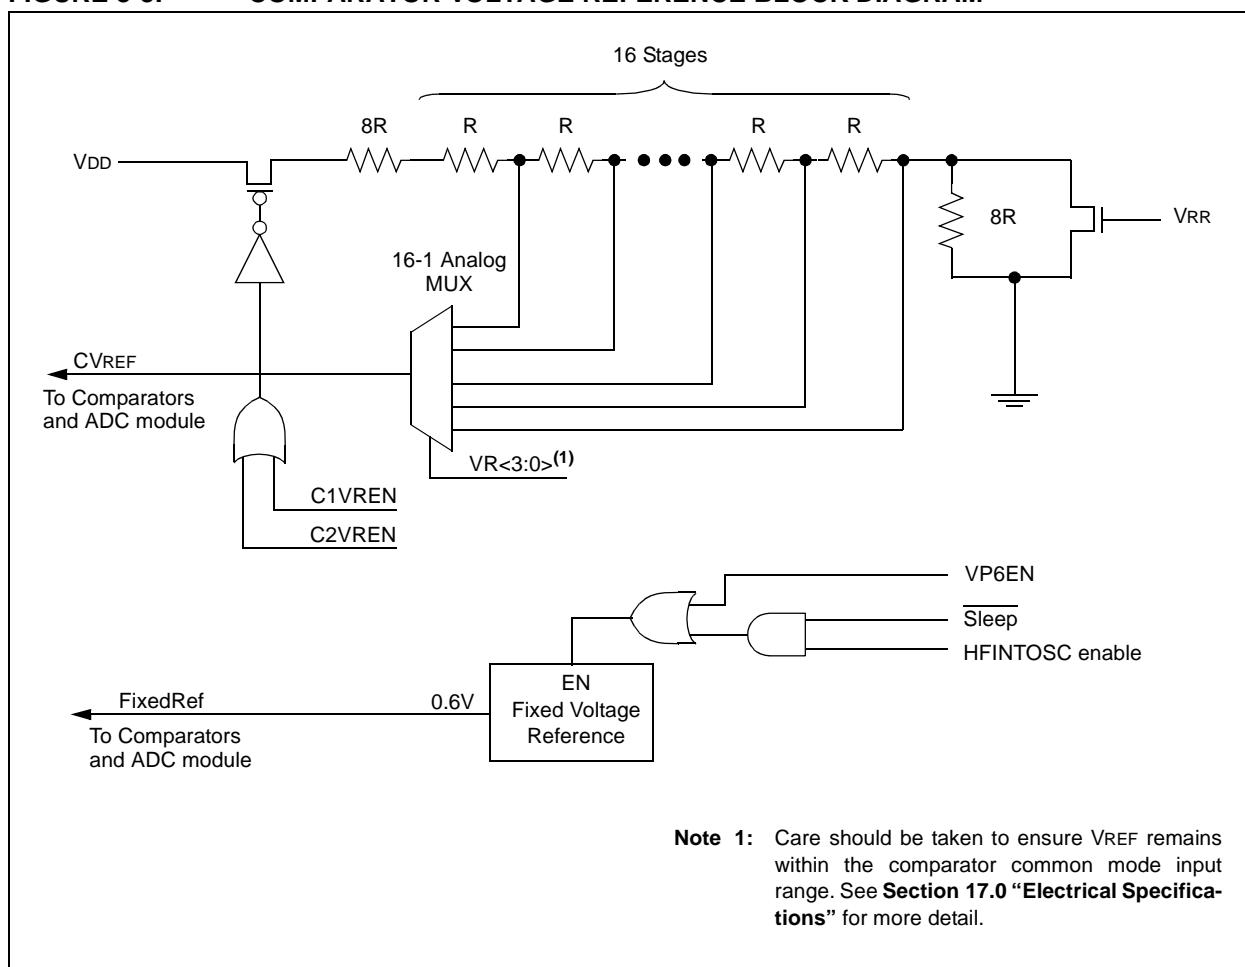 16 Stages
8R R R R R
VDD
8R
VRR
16-1 Analog
MUX
CVREF
To Comparators
and ADC module
VR<3:0>(1)
C1VREN
C2VREN
VP6EN
Sleep
HFINTOSC enable
EN
Fixed Voltage
Reference
FixedRef 0.6V
To Comparators
and ADC module
Note 1: Care should be taken to ensure VREF remains
within the comparator common mode input
range. See Section 17.0 “Electrical Specifica-
tions” for more detail.